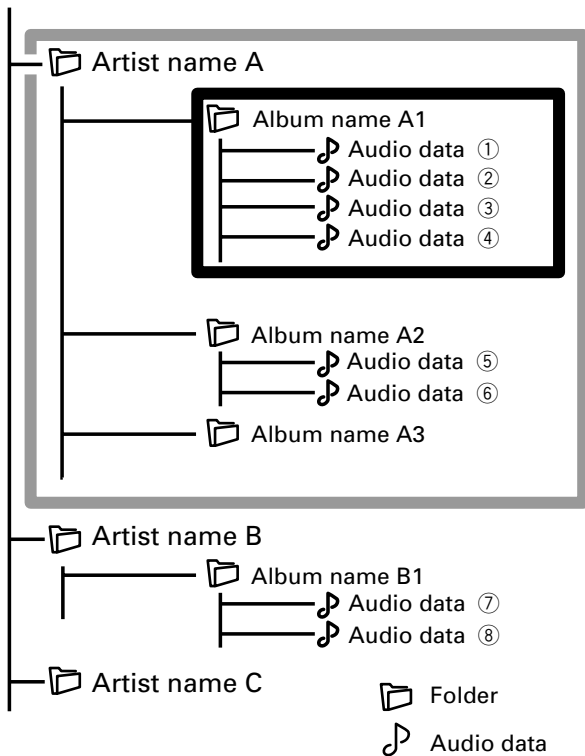 Artist name A
Album name A1
Audio data ①
Audio data ②
Audio data ③
Audio data ④
Album name A2
Audio data ⑤
Audio data ⑥
Album name A3
Artist name B
Album name B1
Audio data ⑦
Audio data ⑧
Artist name C
Folder
Audio data